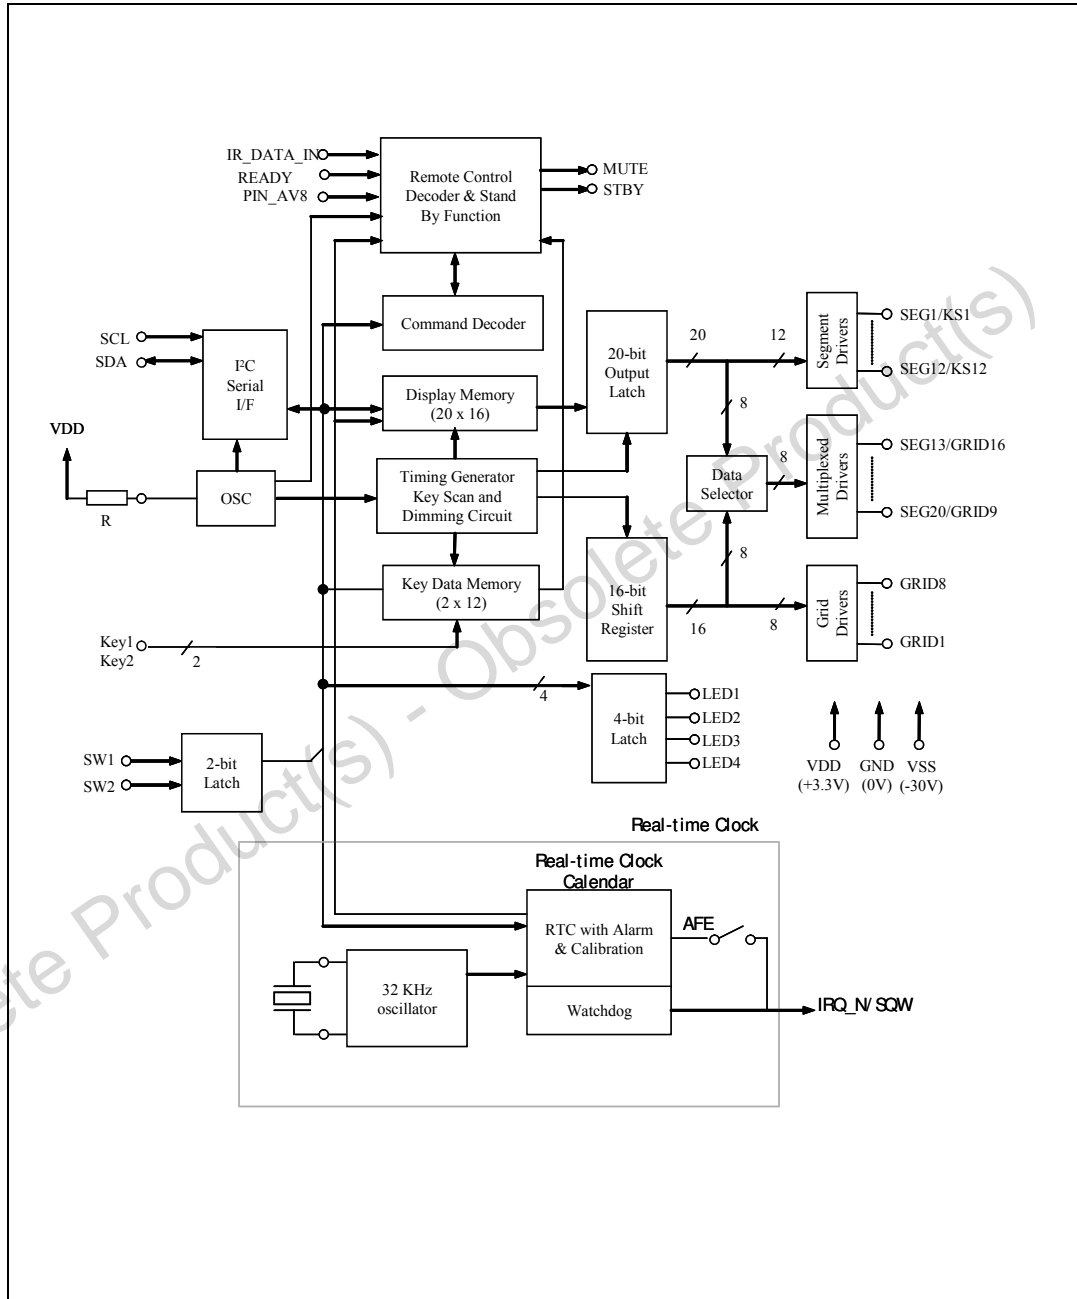 IR_DATA_IN
READY
PIN_AV8
Remote Control
Decoder & Stand
By Function
MUTE
STBY
Command Decoder
SCL
SDA
I²C
Serial
I/F
Display Memory
(20 x 16)
20-bit
Output
Latch
20
12
8
Segment
Drivers
SEG1/KS1
SEG12/KS12
VDD
R
OSC
Timing Generator
Key Scan and
Dimming Circuit
Data
Selector
8
8
Multiplexed
Drivers
SEG13/GRID16
SEG20/GRID9
Key Data Memory
(2 x 12)
16-bit
Shift
Register
16
8
Grid
Drivers
GRID8
GRID1
Key1
Key2
2
4
4-bit
Latch
LED1
LED2
LED3
LED4
VDD
(+3.3V)
GND
(0V)
VSS
(-30V)
SW1
SW2
2-bit
Latch
Real-time Clock
Real-time Clock
Calendar
RTC with Alarm
& Calibration
AFE
32 KHz
oscillator
Watchdog
IRQ_N/SQW
ete Product(s) - Obsolete Product(s)